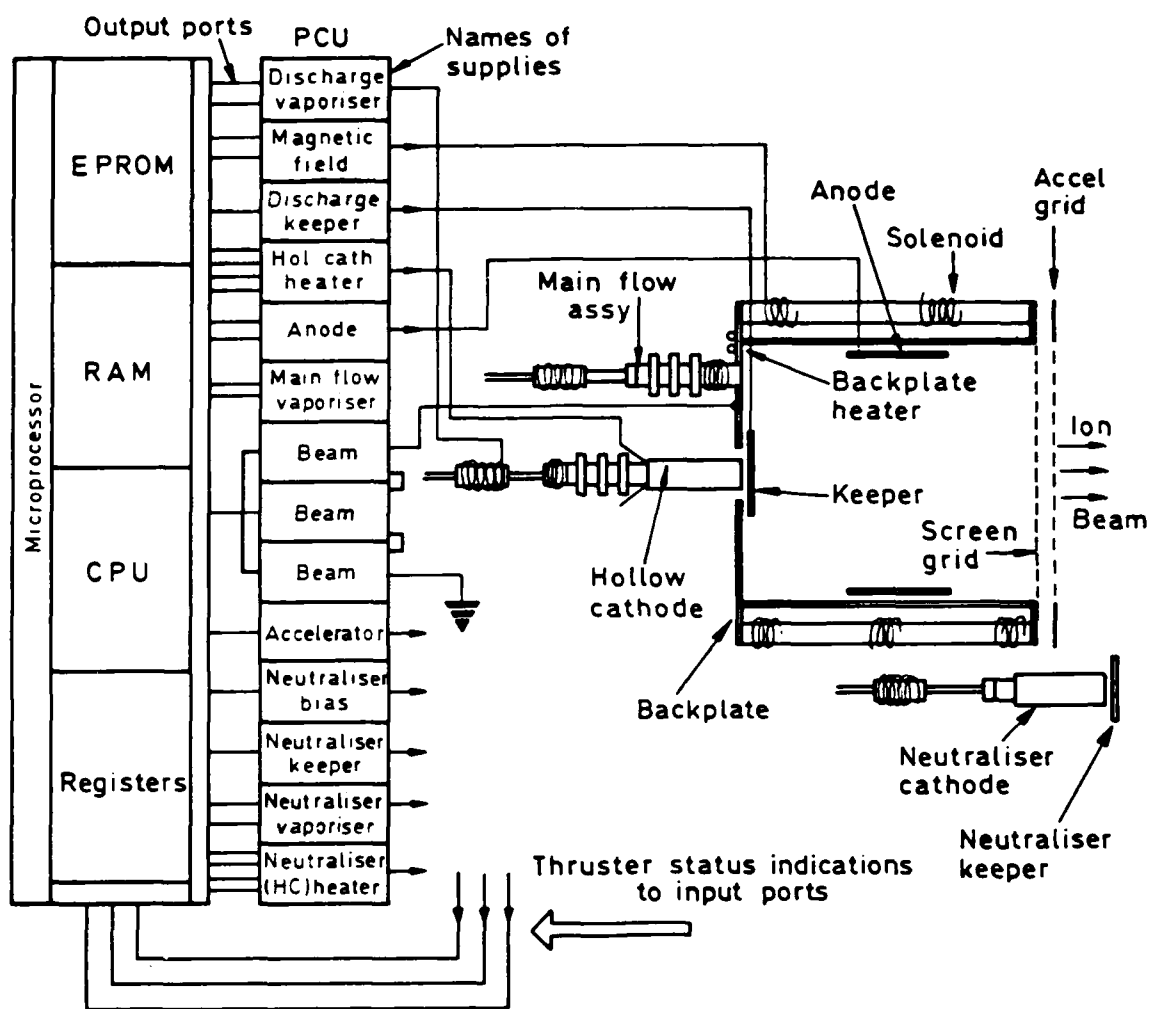 Output ports
PCU
Names of
supplies
Microprocessor
EPROM
RAM
CPU
Registers
Discharge
vaporiser
Magnetic
field
Discharge
keeper
Hol cath
heater
Anode
Main flow
vaporiser
Beam
Beam
Beam
Accelerator
Neutraliser
bias
Neutraliser
keeper
Neutraliser
vaporiser
Neutraliser
(HC)heater
Main flow
assy
Anode
Solenoid
Accel
grid
Backplate
heater
Ion
Beam
Keeper
Screen
grid
Hollow
cathode
Backplate
Neutraliser
cathode
Neutraliser
keeper
Thruster status indications
to input ports